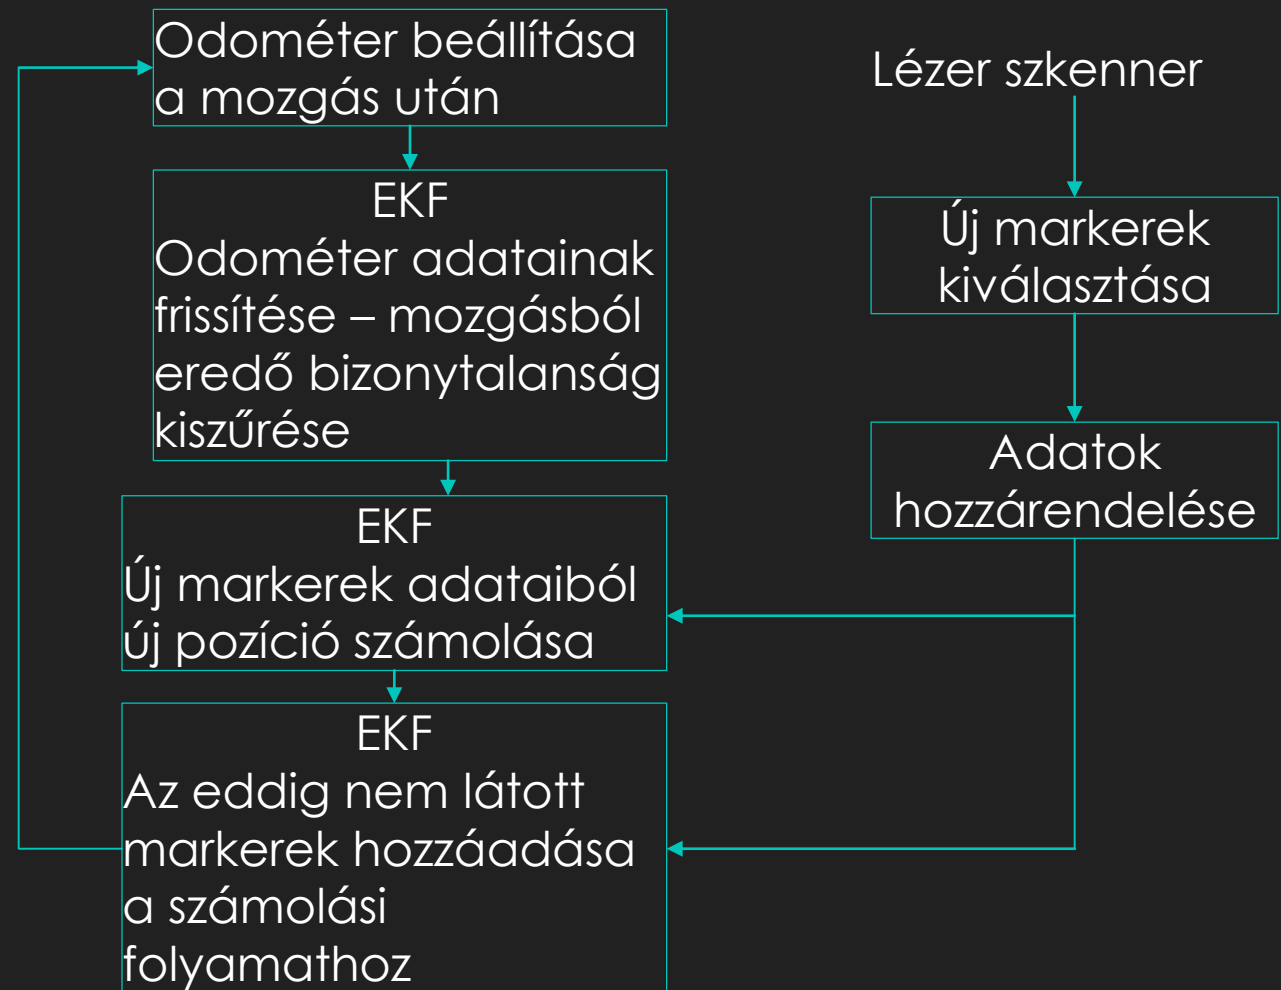 Odométer beállítása
a mozgás után
EKF
Odométer adatainak
frissítése – mozgásból
eredő bizonytalanság
kiszűrése
EKF
Új markerek adataiból
új pozíció számolása
EKF
Az eddig nem látott
markerek hozzáadása
a számolási
folyamathoz
Lézer szkenner
Új markerek
kiválasztása
Adatok
hozzárendelése